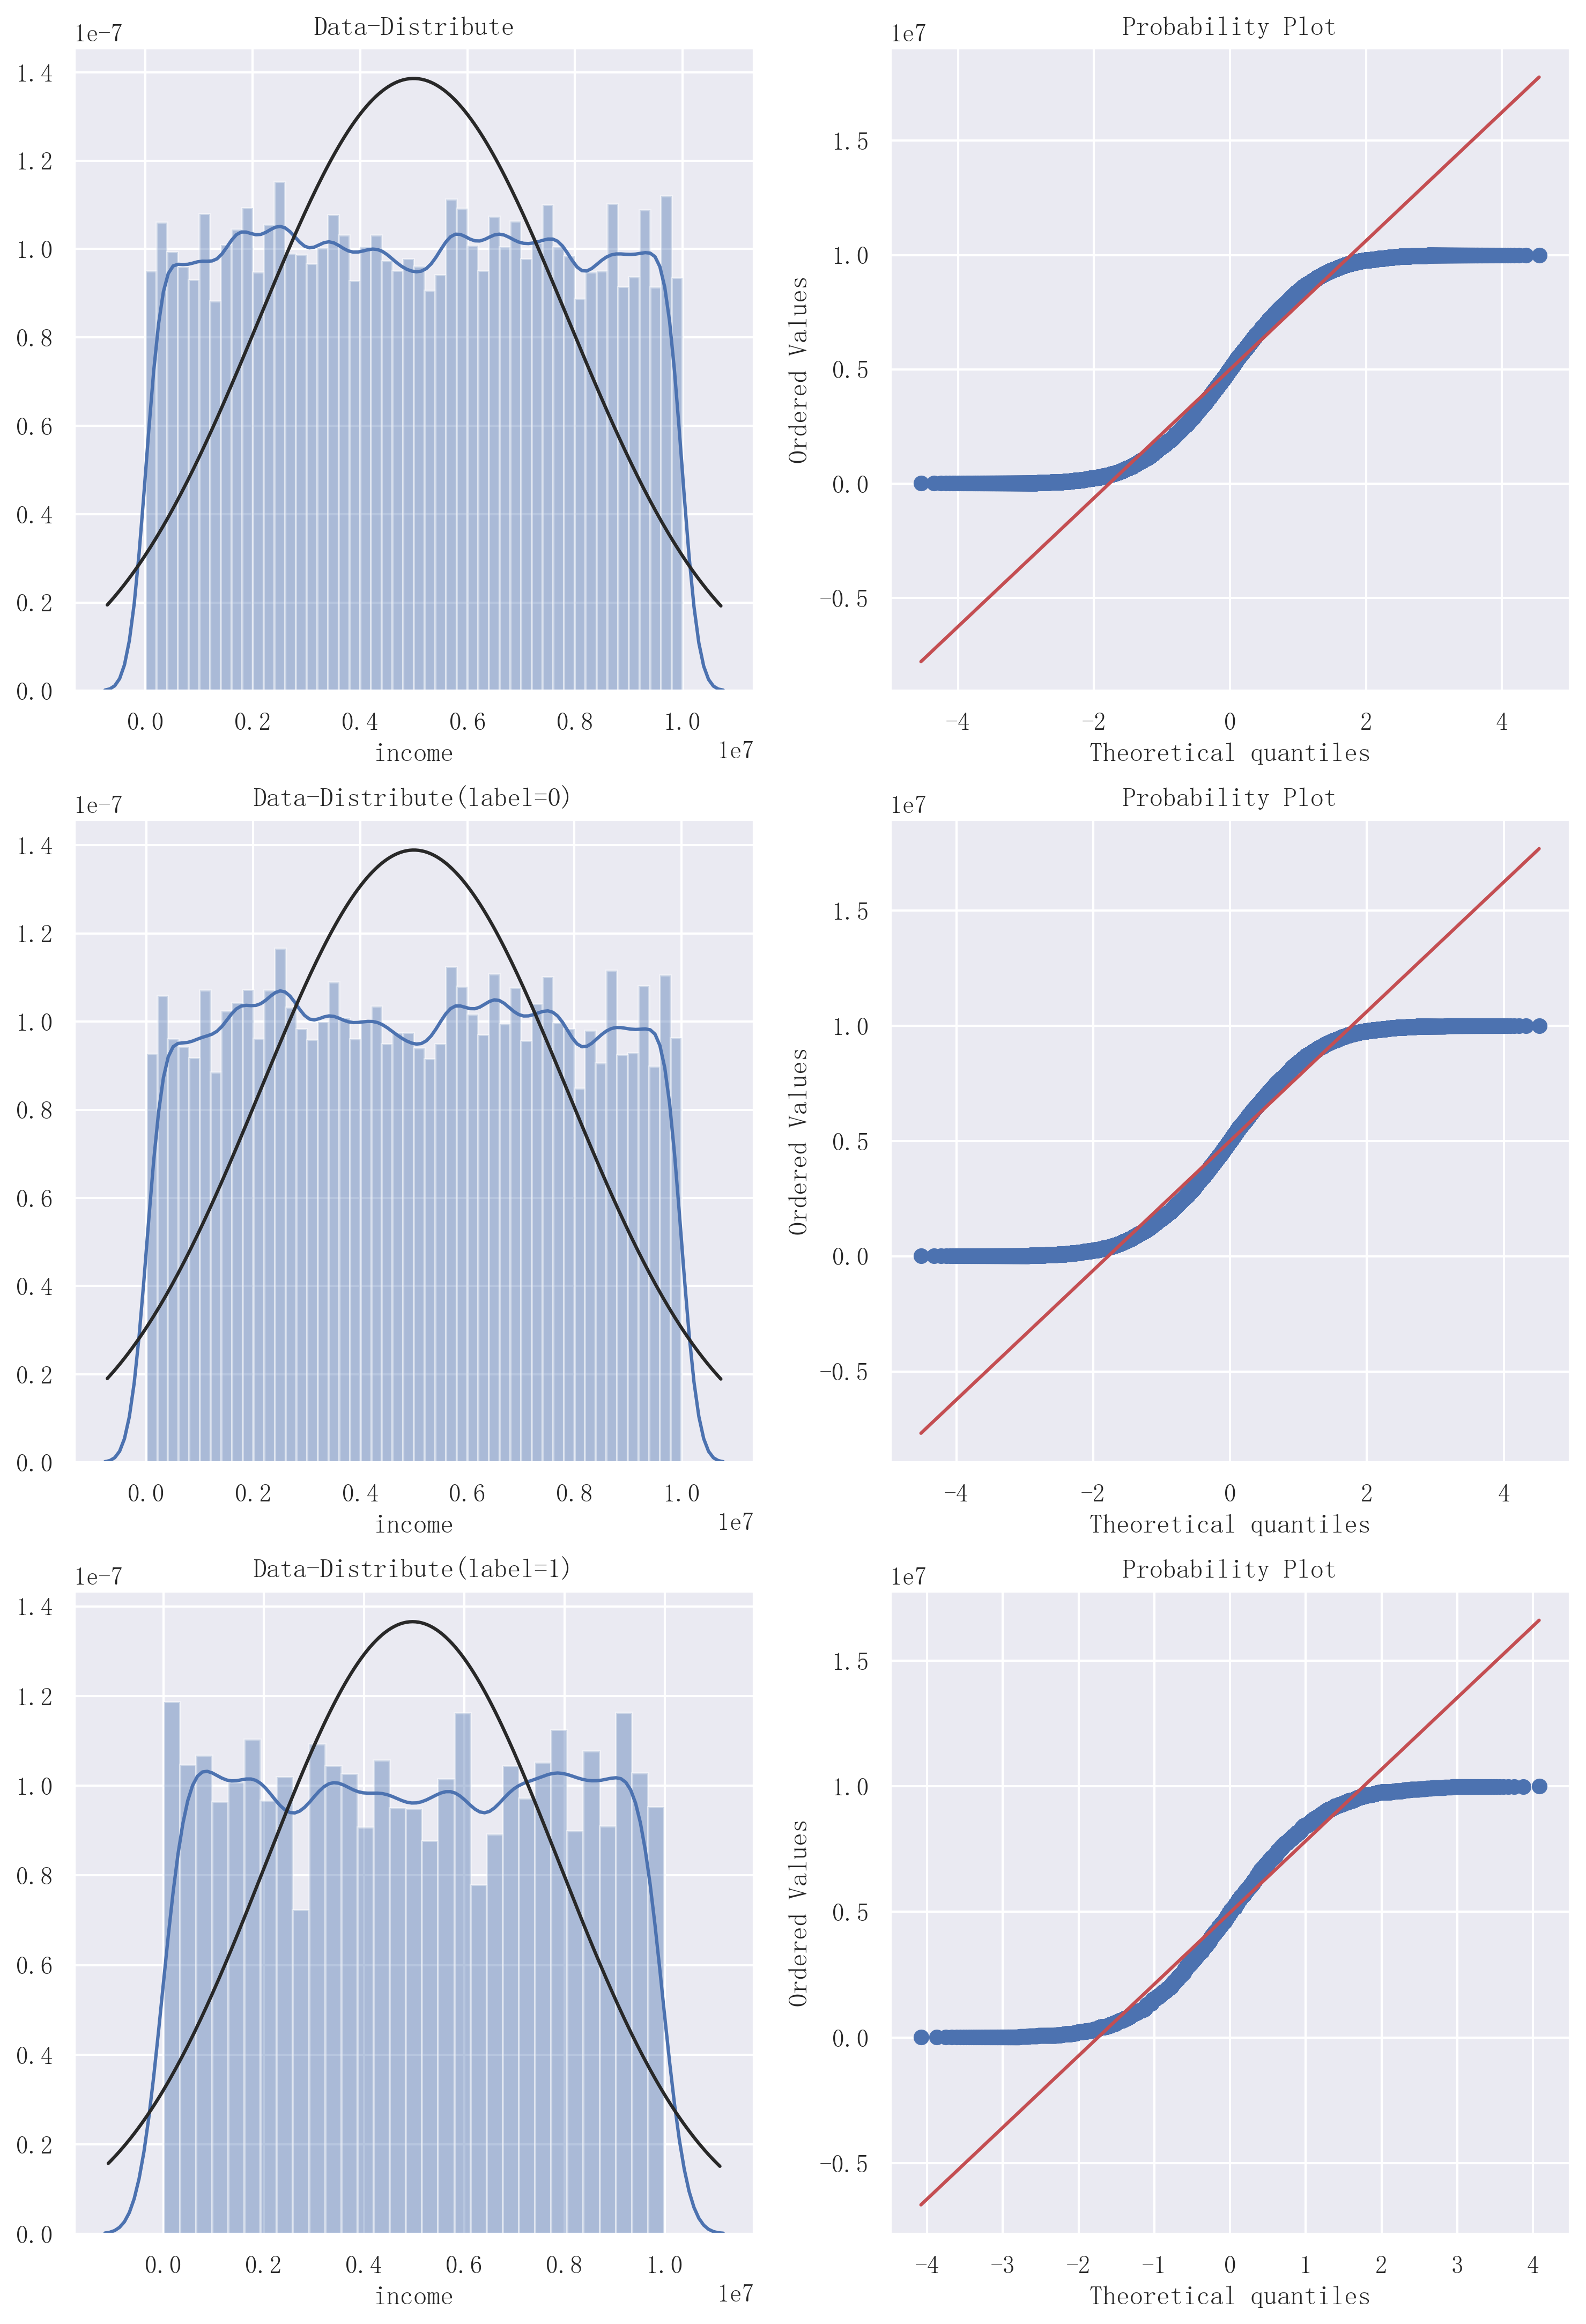 Data-Distribute
1e-7
1.4
1.2
1.0
0.8
0.6
0.4
0.2
0.0
0.0 0.2 0.4 0.6 0.8 1.0
income
1e7
Probability Plot
1e7
Ordered Values
1.5
1.0
0.5
0.0
−0.5
−4 −2 0 2 4
Theoretical quantiles
Data-Distribute(label=0)
1e-7
1.4
1.2
1.0
0.8
0.6
0.4
0.2
0.0
0.0 0.2 0.4 0.6 0.8 1.0
income
1e7
Probability Plot
1e7
Ordered Values
1.5
1.0
0.5
0.0
−0.5
−4 −2 0 2 4
Theoretical quantiles
Data-Distribute(label=1)
1e-7
1.4
1.2
1.0
0.8
0.6
0.4
0.2
0.0
0.0 0.2 0.4 0.6 0.8 1.0
income
1e7
Probability Plot
1e7
Ordered Values
1.5
1.0
0.5
0.0
−0.5
−4 −3 −2 −1 0 1 2 3 4
Theoretical quantiles